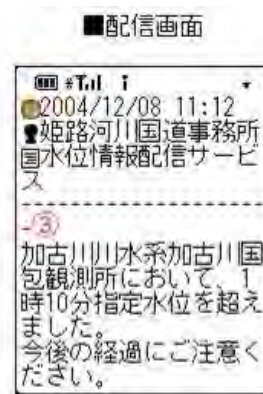 ■配信画面
2004/12/08 11:12
姫路河川国道事務所
国水位情報配信サービ
ス
-③
加古川川水系加古川国
包観測所において、1
時10分指定水位を超え
ました。
今後の経過にご注意く
ださい。